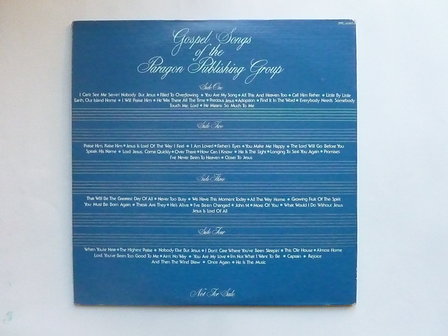 Gospel Songs
of the
Paragon Publishing Group
Side One
I Can't See Me Sevin' Nobody But Jesus • Filled To Overflowing • You Are My Song • All This And Heaven Too • Call Him Father • Little By Little
Earth, Our Island Home • I Will Praise Him • He Was There All The Time • Precious Jesus • Adoption • Find It In The Word • Everybody Needs Somebody
Touch Me Lord • He Means So Much To Me
Side Two
Praise Him, Raise Him • Jesus Is Lord Of The Way I Feel • I Am Loved • Father's Eyes • You Make Me Happy • The Lord Will Go Before You
Speak His Name • Lord Jesus, Come Quickly • Over There • How Can I Know • He Is The Light • Longing To See You Again • Promises
I've Never Been To Heaven • Closer To Jesus
Side Three
That Will Be The Greatest Day Of All • Never Too Busy • We Have This Moment Today • All The Way Home • Growing Fruit Of The Spirit
You Must Be Born Again • These Are They • He's Alive • I've Been Changed • John 14 • More Of You • What Would I Do Without Jesus
Jesus Is Lord Of All
Side Four
When You're Near • The Highest Praise • Nobody Else But Jesus • I Don't Care Where You've Been Sleepin' • This Ole' House • Almost Home
Lord, You've Been Too Good To Me • Ain't No Way • You Are My Love • I'm Not What I Want To Be • Captain • Rejoice
And Then The Wind Blew • Once Again • He Is The Music
Not For Sale